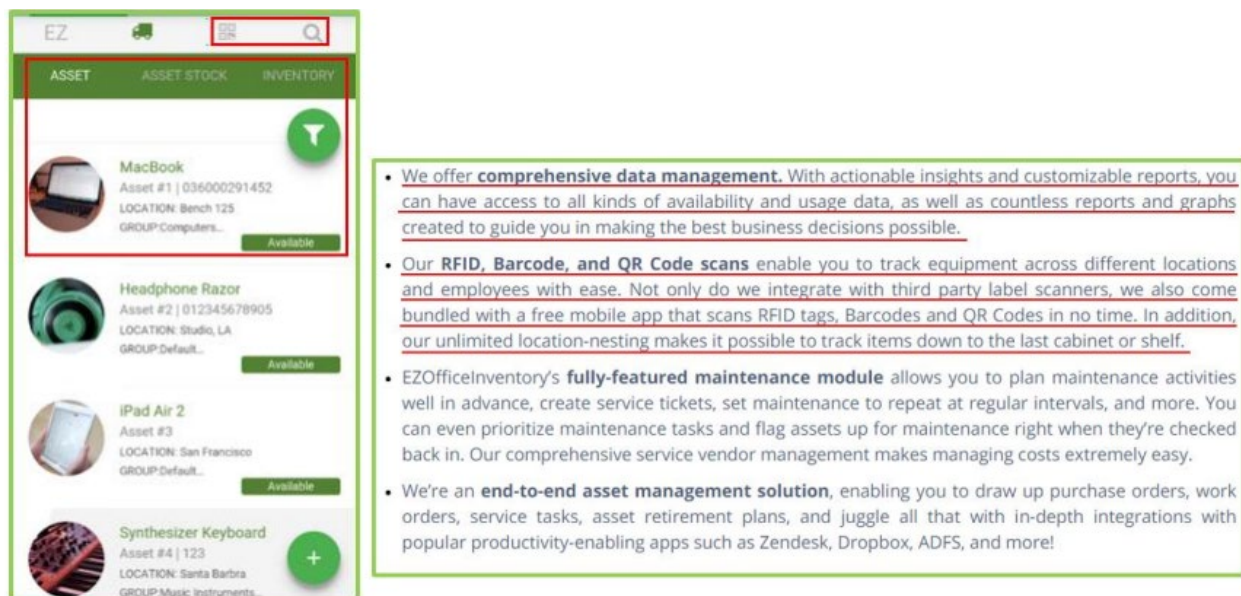 EZ
ASSET
ASSET STOCK
INVENTORY
MacBook
Asset #1 | 036000291452
LOCATION: Bench 125
GROUP:Computers...
Available
Headphone Razor
Asset #2 | 012345678905
LOCATION: Studio, LA
GROUP:Default...
Available
iPad Air 2
Asset #3
LOCATION: San Francisco
GROUP:Default...
Available
Synthesizer Keyboard
Asset #4 | 123
LOCATION: Santa Barbra
GROUP:Music Instruments...
+
• We offer comprehensive data management. With actionable insights and customizable reports, you
can have access to all kinds of availability and usage data, as well as countless reports and graphs
created to guide you in making the best business decisions possible.
• Our RFID, Barcode, and QR Code scans enable you to track equipment across different locations
and employees with ease. Not only do we integrate with third party label scanners, we also come
bundled with a free mobile app that scans RFID tags, Barcodes and QR Codes in no time. In addition,
our unlimited location-nesting makes it possible to track items down to the last cabinet or shelf.
• EZOfficeInventory's fully-featured maintenance module allows you to plan maintenance activities
well in advance, create service tickets, set maintenance to repeat at regular intervals, and more. You
can even prioritize maintenance tasks and flag assets up for maintenance right when they're checked
back in. Our comprehensive service vendor management makes managing costs extremely easy.
• We're an end-to-end asset management solution, enabling you to draw up purchase orders, work
orders, service tasks, asset retirement plans, and juggle all that with in-depth integrations with
popular productivity-enabling apps such as Zendesk, Dropbox, ADFS, and more!